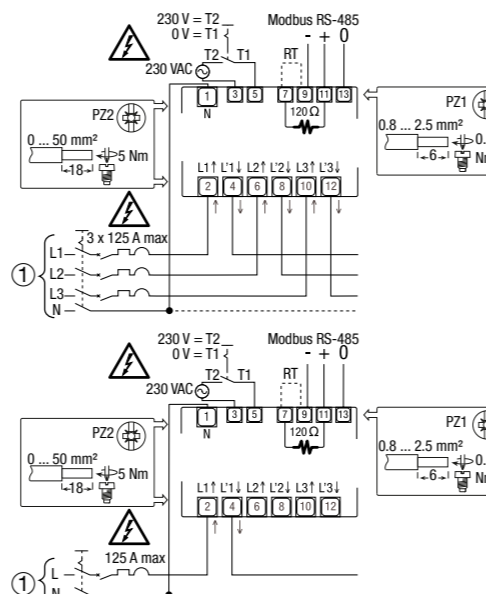 230 V = T2
0 V = T1
Modbus RS-485
- + 0
T2 T1
RT
230 VAC
1 3 5 7 9 11 13
N
120 Ω
PZ2
0 ... 50 mm²
5 Nm
18
PZ1
0.8 ... 2.5 mm²
0.
6
L1↑ L'1↓ L2↑ L'2↓ L3↑ L'3↓
2 4 6 8 10 12
3 x 125 A max
1
L1
L2
L3
N
230 V = T2
0 V = T1
Modbus RS-485
- + 0
T2 T1
RT
230 VAC
1 3 5 7 9 11 13
N
120 Ω
PZ2
0 ... 50 mm²
5 Nm
18
PZ1
0.8 ... 2.5 mm²
0.
6
L1↑ L'1↓ L2↑ L'2↓ L3↑ L'3↓
2 4 6 8 10 12
125 A max
1
L
N